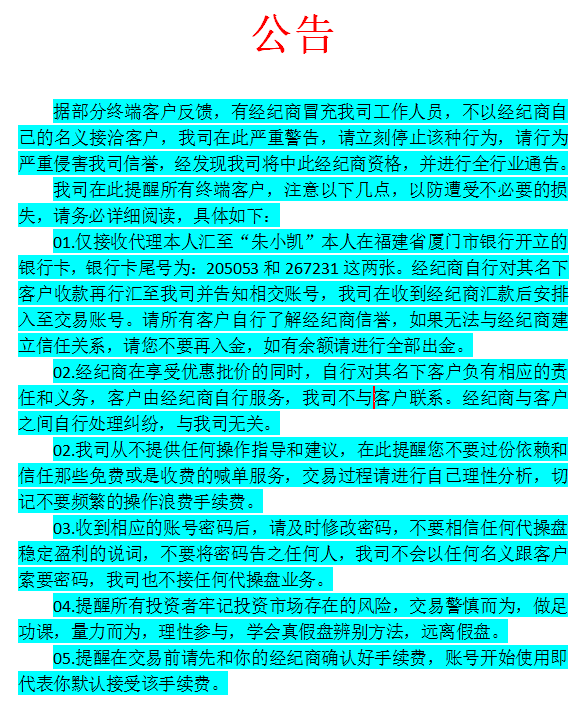 公告
据部分终端客户反馈，有经纪商冒充我司工作人员，不以经纪商自
己的名义接洽客户，我司在此严重警告，请立刻停止该种行为，请行为
严重侵害我司信誉，经发现我司将中此经纪商资格，并进行全行业通告。
我司在此提醒所有终端客户，注意以下几点，以防遭受不必要的损
失，请务必详细阅读，具体如下：
01.仅接收代理本人汇至“朱小凯”本人在福建省厦门市银行开立的
银行卡，银行卡尾号为：205053 和 267231 这两张。经纪商自行对其名下
客户收款再行汇至我司并告知相交账号，我司在收到经纪商汇款后安排
入至交易账号。请所有客户自行了解经纪商信誉，如果无法与经纪商建
立信任关系，请您不要再入金，如有余额请进行全部出金。
02.经纪商在享受优惠批价的同时，自行对其名下客户负有相应的责
任和义务，客户由经纪商自行服务，我司不与客户联系。经纪商与客户
之间自行处理纠纷，与我司无关。
02.我司从不提供任何操作指导和建议，在此提醒您不要过份依赖和
信任那些免费或是收费的喊单服务，交易过程请进行自己理性分析，切
记不要频繁的操作浪费手续费。
03.收到相应的账号密码后，请及时修改密码，不要相信任何代操盘
稳定盈利的说词，不要将密码告之任何人，我司不会以任何名义跟客户
索要密码，我司也不接任何代操盘业务。
04.提醒所有投资者牢记投资市场存在的风险，交易警慎而为，做足
功课，量力而为，理性参与，学会真假盘辨别方法，远离假盘。
05.提醒在交易前请先和你的经纪商确认好手续费，账号开始使用即
代表你默认接受该手续费。